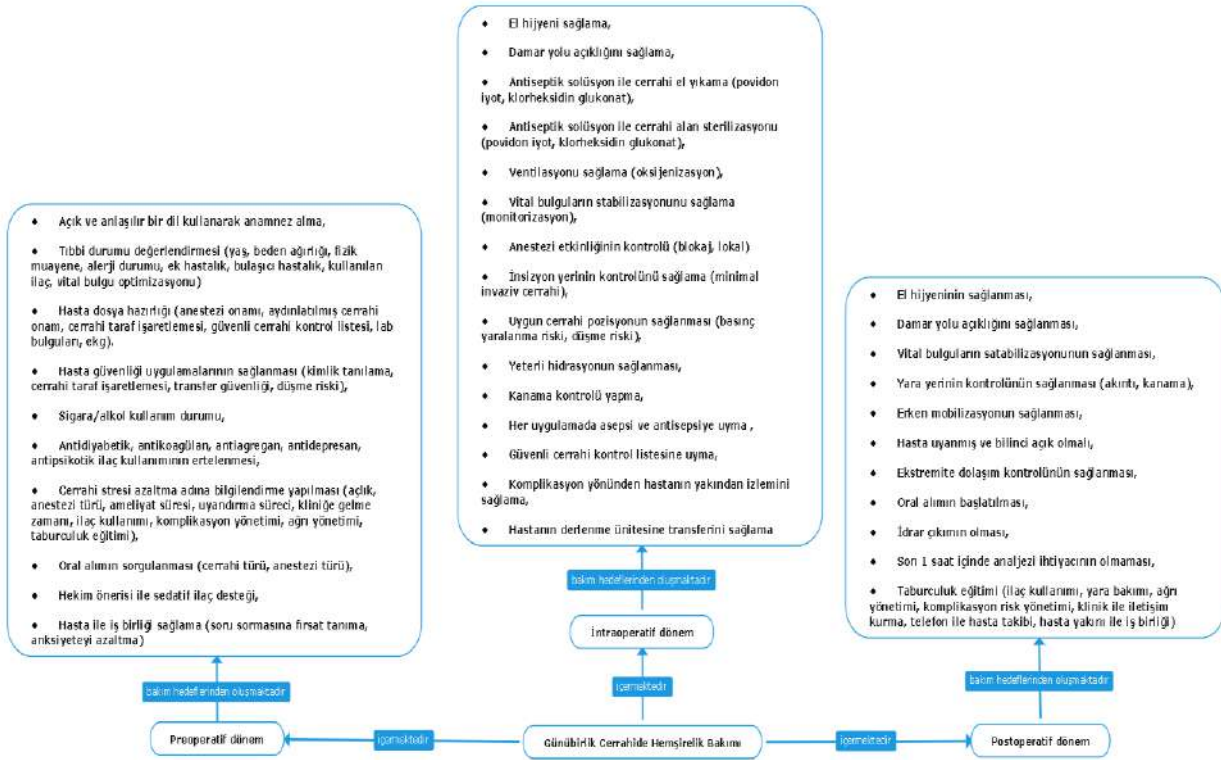 ♦ El hijyeni sağlama,
♦ Damar yolu açıklığını sağlama,
♦ Antiseptik solüsyon ile cerrahi el yıkama (povidon
iyot, klorheksidin glukonat),
♦ Antiseptik solüsyon ile cerrahi alan sterilizasyonu
(povidon iyot, klorheksidin glukonat),
♦ Ventilasyonu sağlama (oksijenizasyon),
♦ Vital bulguların stabilizasyonunu sağlama
(monitorizasyon),
♦ Anestezi etkinliğinin kontrolü (blokaj, lokal)
♦ İnsizyon yerinin kontrolünü sağlama (minimal
invaziv cerrahi),
♦ Uygun cerrahi pozisyonun sağlanması (basınç
yaralanma riski, düşme riski),
♦ Yeterli hidrasyonun sağlanması,
♦ Kanama kontrolü yapma,
♦ Her uygulamada asepsi ve antisepsiye uyma ,
♦ Güvenli cerrahi kontrol listesine uyma,
♦ Komplikasyon yönünden hastanın yakından izlemini
sağlama,
♦ Hastanın derlenme ünitesine transferini sağlama
♦ Açık ve anlaşılır bir dil kullanarak anamnez alma,
♦ Tıbbi durumu değerlendirmesi (yaş, beden ağırlığı, fizik
muayene, alerji durumu, ek hastalık, bulaşıcı hastalık, kullanılan
ilaç, vital bulgu optimizasyonu)
♦ Hasta dosya hazırlığı (anestezi onamı, aydınlatılmış cerrahi
onam, cerrahi taraf işaretlemesi, güvenli cerrahi kontrol listesi, lab
bulguları, ekg).
♦ Hasta güvenliği uygulamalarının sağlanması (kimlik tanılama,
cerrahi taraf işaretlemesi, transfer güvenliği, düşme riski),
♦ Sigara/alkol kullanım durumu,
♦ Antidiyabetik, antikoagülan, antiagregan, antidepresan,
antipsikotik ilaç kullanımının ertelenmesi,
♦ Cerrahi stresi azaltma adına bilgilendirme yapılması (açlık,
anestezi türü, ameliyat süresi, uyandırma süreci, kliniğe gelme
zamanı, ilaç kullanımı, komplikasyon yönetimi, ağrı yönetimi,
taburculuk eğitimi),
♦ Oral alımın sorgulanması (cerrahi türü, anestezi türü),
♦ Hekim önerisi ile sedatif ilaç desteği,
♦ Hasta ile iş birliği sağlama (soru sormasına fırsat tanıma,
anksiyeteyi azaltma)
♦ El hijyeninin sağlanması,
♦ Damar yolu açıklığını sağlanması,
♦ Vital bulguların satabilizasyonunun sağlanması,
♦ Yara yerinin kontrolünün sağlanması (akıntı, kanama),
♦ Erken mobilizasyonun sağlanması,
♦ Hasta uyanmış ve bilinci açık olmalı,
♦ Ekstremite dolaşım kontrolünün sağlanması,
♦ Oral alımın başlatılması,
♦ İdrar çıkımın olması,
♦ Son 1 saat içinde analjezi ihtiyacının olmaması,
♦ Taburculuk eğitimi (ilaç kullanımı, yara bakımı, ağrı
yönetimi, komplikasyon risk yönetimi, klinik ile iletişim
kurma, telefon ile hasta takibi, hasta yakını ile iş birliği)
bakım hedeflerinden oluşmaktadır
İntraoperatif dönem
bakım hedeflerinden oluşmaktadır
içermektedir
bakım hedeflerinden oluşmaktadır
Preoperatif dönem
içermektedir
Günübirlik Cerrahide Hemşirelik Bakımı
içermektedir
Postoperatif dönem